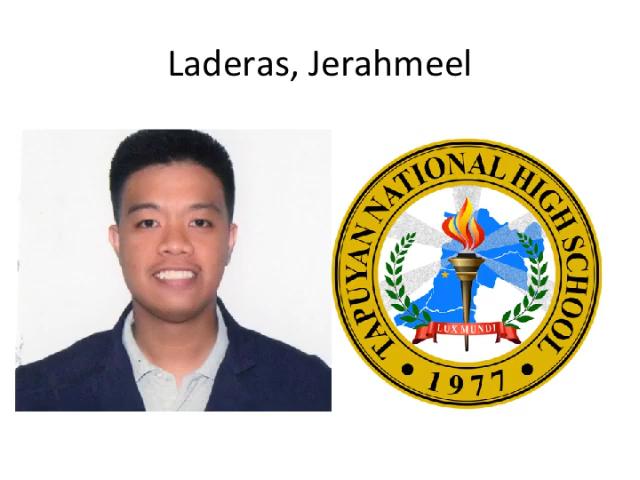 Laderas, Jerahmeel
TAPUYAN NATIONAL HIGH SCHOOL
LUX MUNDI
• 1977 •